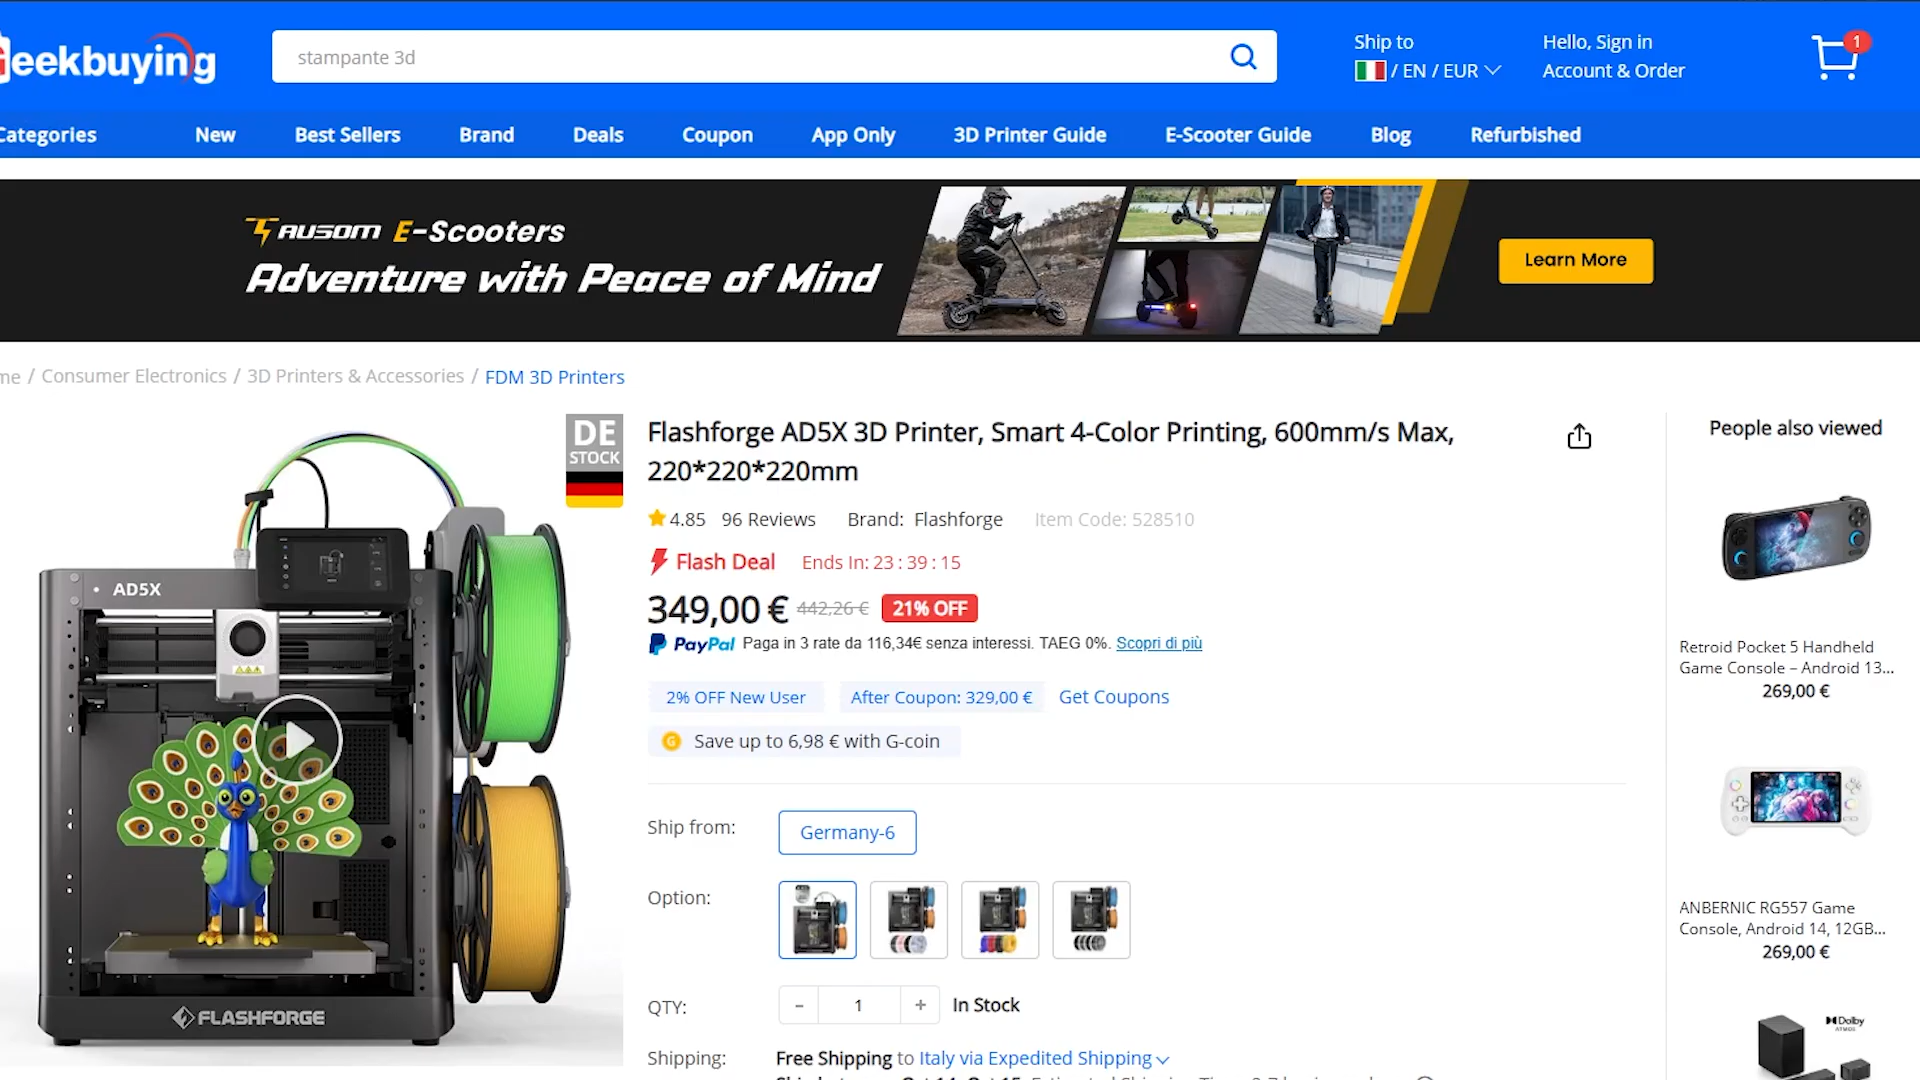 Geekbuying
stampante 3d
Ship to
/ EN / EUR
Hello, Sign in
Account & Order
1
Categories
New
Best Sellers
Brand
Deals
Coupon
App Only
3D Printer Guide
E-Scooter Guide
Blog
Refurbished
AUSOM E-Scooters
Adventure with Peace of Mind
Learn More
me / Consumer Electronics / 3D Printers & Accessories / FDM 3D Printers
DE
STOCK
AD5X
FLASHFORGE
Flashforge AD5X 3D Printer, Smart 4-Color Printing, 600mm/s Max,
220*220*220mm
4.85 96 Reviews Brand: Flashforge Item Code: 528510
Flash Deal Ends In: 23 : 39 : 15
349,00 € 442,26 € 21% OFF
PayPal Paga in 3 rate da 116,34€ senza interessi. TAEG 0%. Scopri di più
2% OFF New User After Coupon: 329,00 € Get Coupons
G Save up to 6,98 € with G-coin
Ship from: Germany-6
Option:
QTY: - 1 + In Stock
Shipping: Free Shipping to Italy via Expedited Shipping
People also viewed
Retroid Pocket 5 Handheld
Game Console – Android 13...
269,00 €
ANBERNIC RG557 Game
Console, Android 14, 12GB...
269,00 €
Dolby
ATMOS